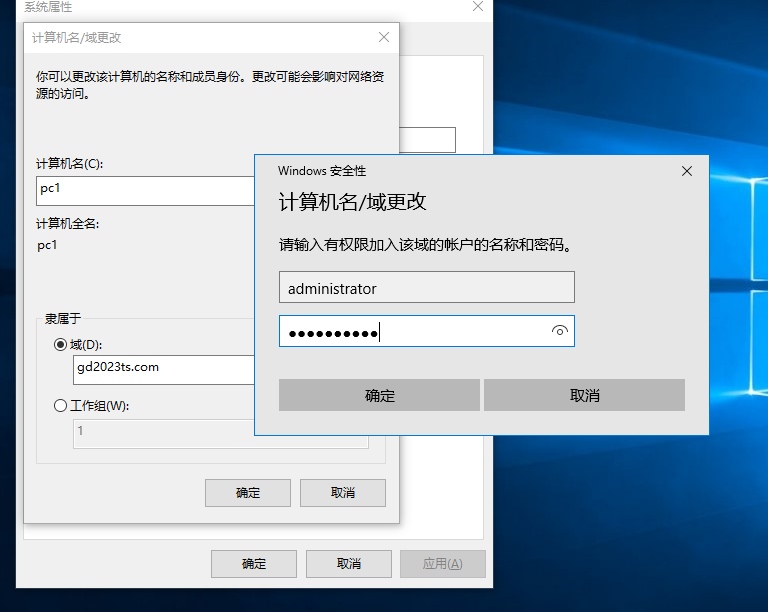 系统属性
计算机名/域更改
你可以更改该计算机的名称和成员身份。更改可能会影响对网络资
源的访问。
计算机名(C):
pc1
计算机全名:
pc1
隶属于
域(D):
gd2023ts.com
工作组(W):
1
确定
取消
确定
取消
应用(A)
Windows 安全性
计算机名/域更改
请输入有权限加入该域的帐户的名称和密码。
administrator
●●●●●●●●●●
确定
取消